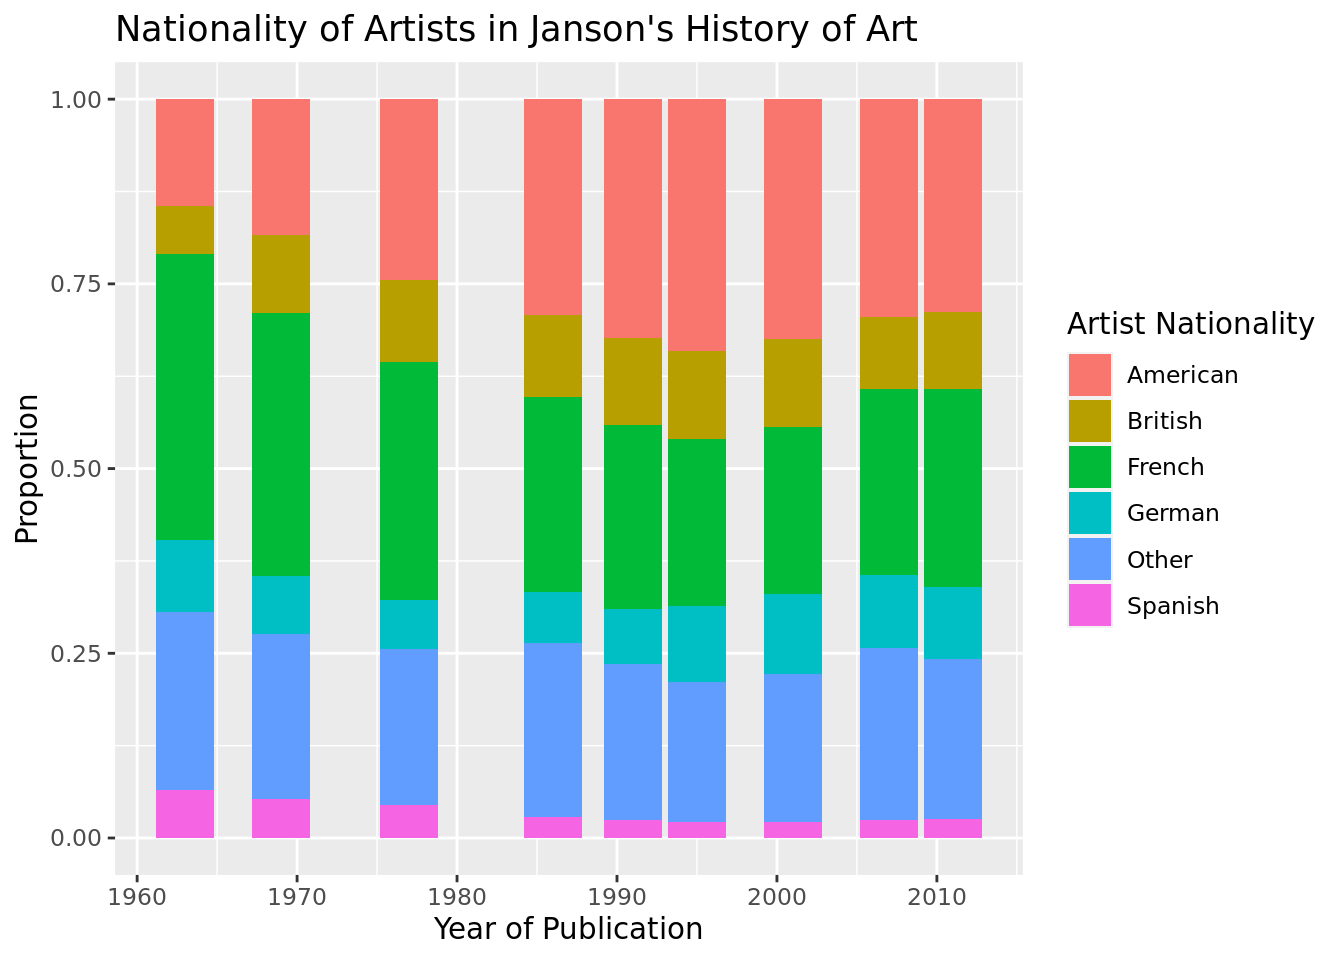 Nationality of Artists in Janson's History of Art
1.00
0.75
0.50
0.25
0.00
Proportion
1960 1970 1980 1990 2000 2010
Year of Publication
Artist Nationality
American
British
French
German
Other
Spanish